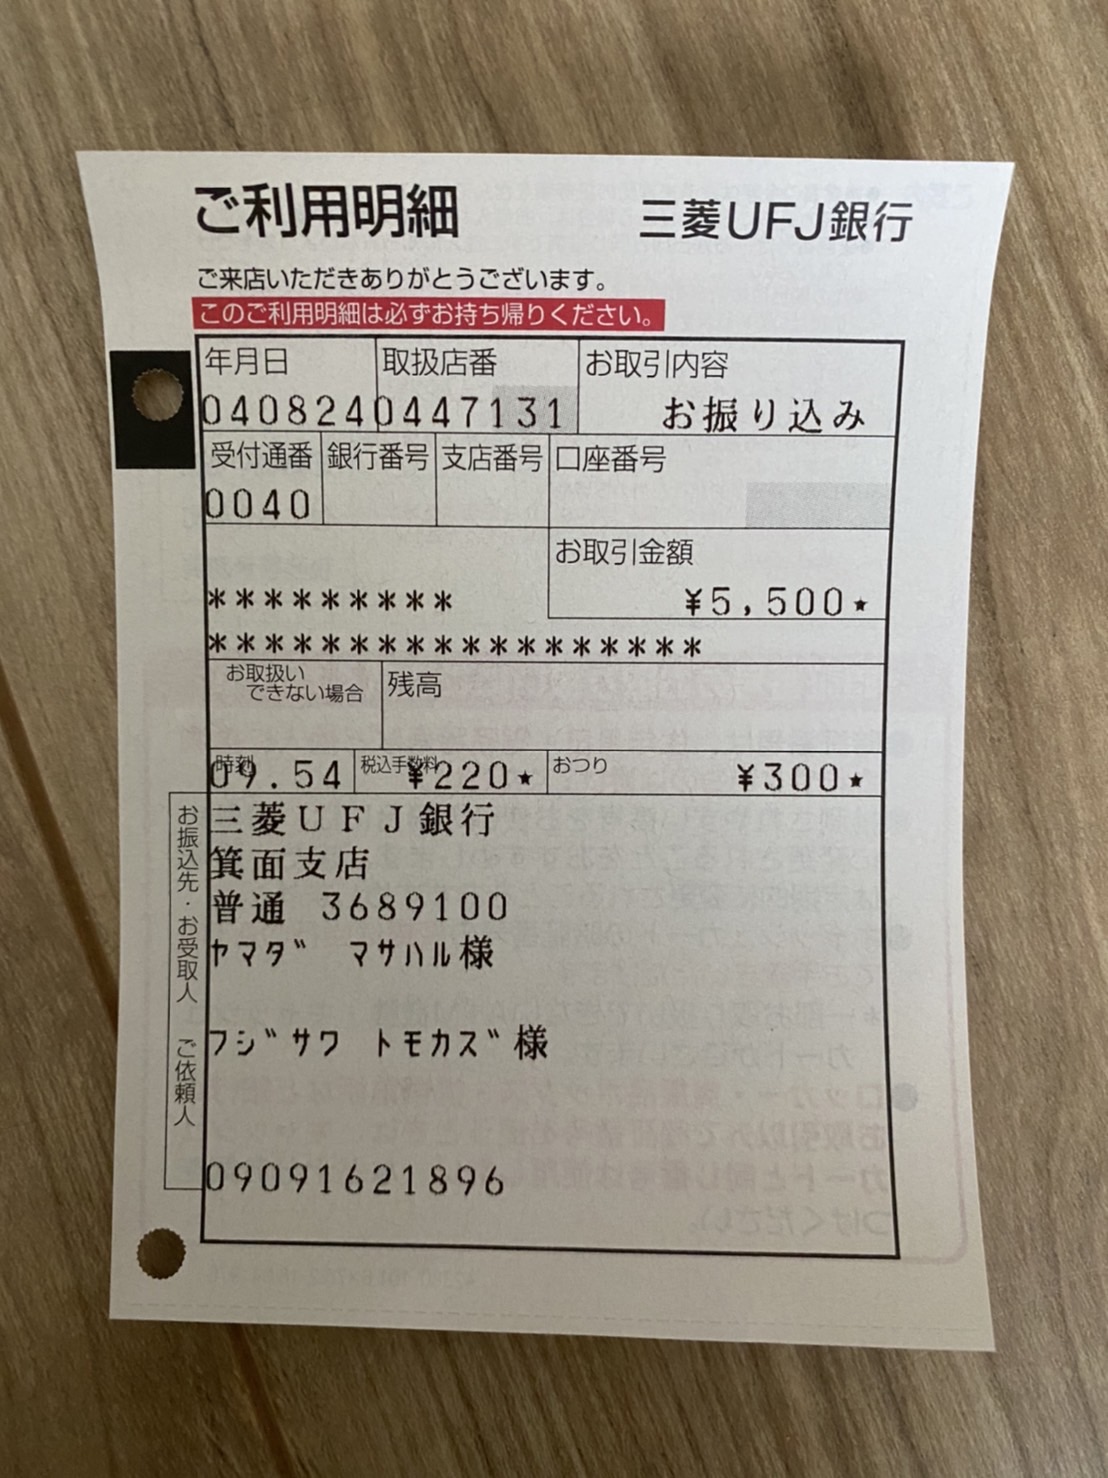 ご利用明細 三菱UFJ銀行
ご来店いただきありがとうございます。
このご利用明細は必ずお持ち帰りください。
年月日 取扱店番 お取引内容
040824 0447131 お振り込み
受付通番 銀行番号 支店番号 口座番号
0040
お取引金額
********* ¥5,500★
******************
お取扱い
できない場合 残高
時刻 税込手数料 おつり
09.54 ¥220★ ¥300★
お振込先・お受取人 ご依頼人
三菱UFJ銀行
箕面支店
普通 3689100
ヤマダ マサハル様
フジサワ トモカズ様
09091621896